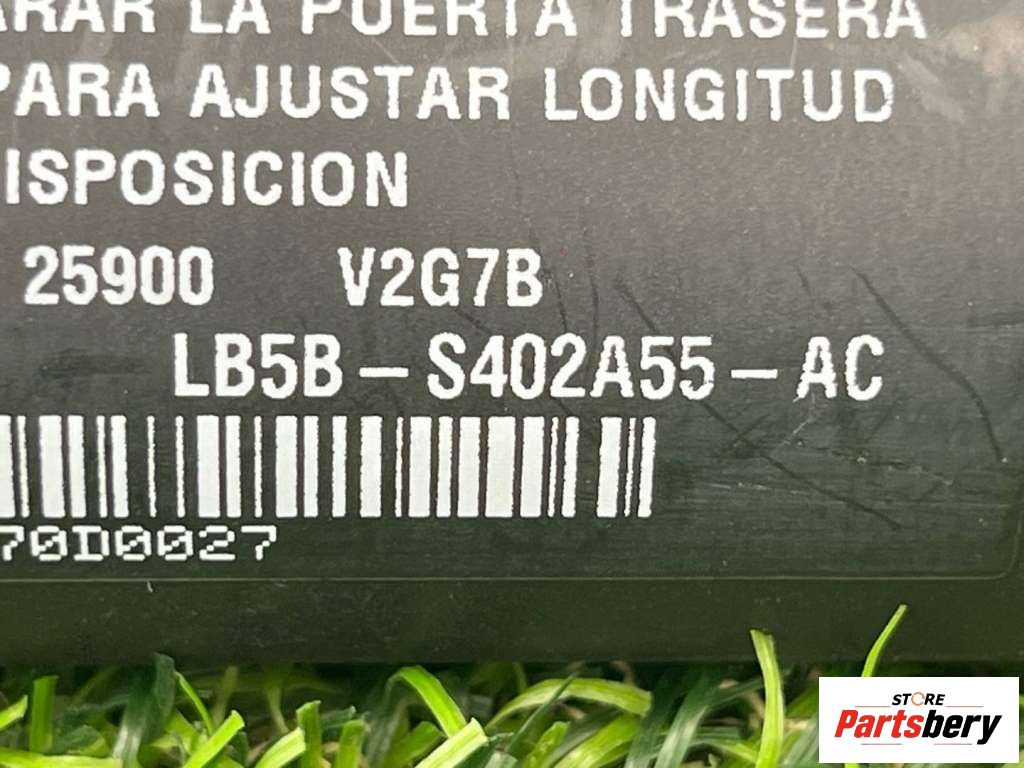 ARAR LA PUERTA TRASERA
PARA AJUSTAR LONGITUD
ISPOSICION
25900 V2G7B
LB5B-S402A55-AC
70D0027
STORE
Partsbery